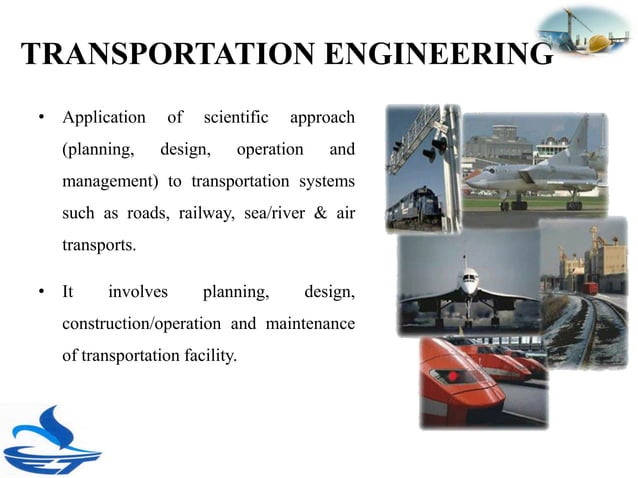 TRANSPORTATION ENGINEERING
• Application of scientific approach
(planning, design, operation and
management) to transportation systems
such as roads, railway, sea/river & air
transports.
• It involves planning, design,
construction/operation and maintenance
of transportation facility.